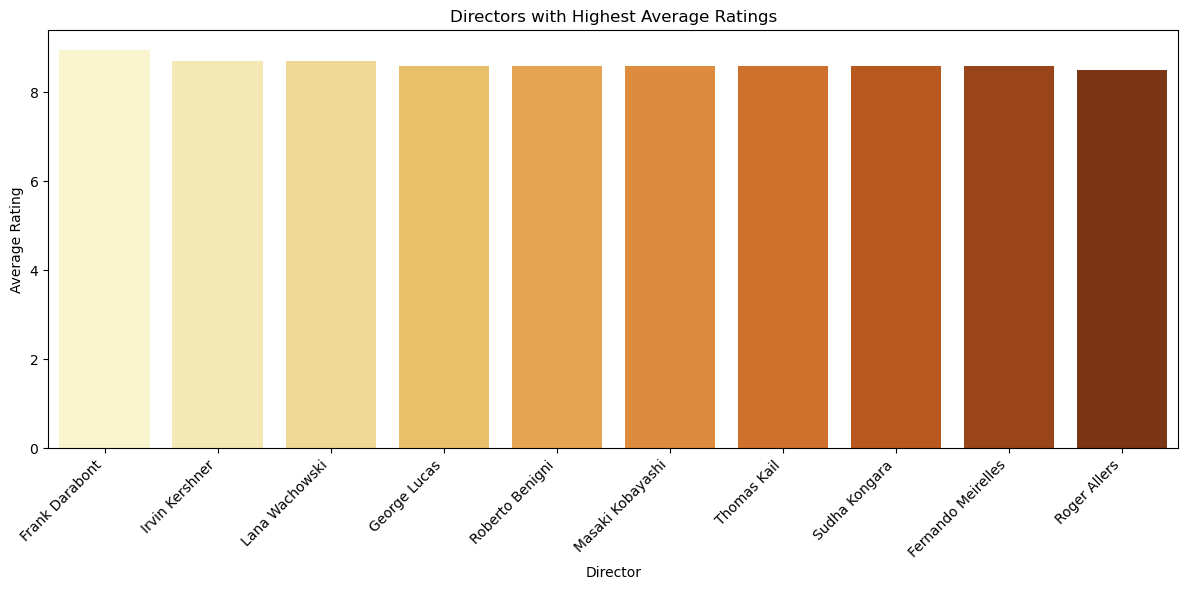 Directors with Highest Average Ratings
Average Rating
8
6
4
2
0
Frank Darabont
Irvin Kershner
Lana Wachowski
George Lucas
Roberto Benigni
Masaki Kobayashi
Thomas Kail
Sudha Kongara
Fernando Meirelles
Roger Allers
Director